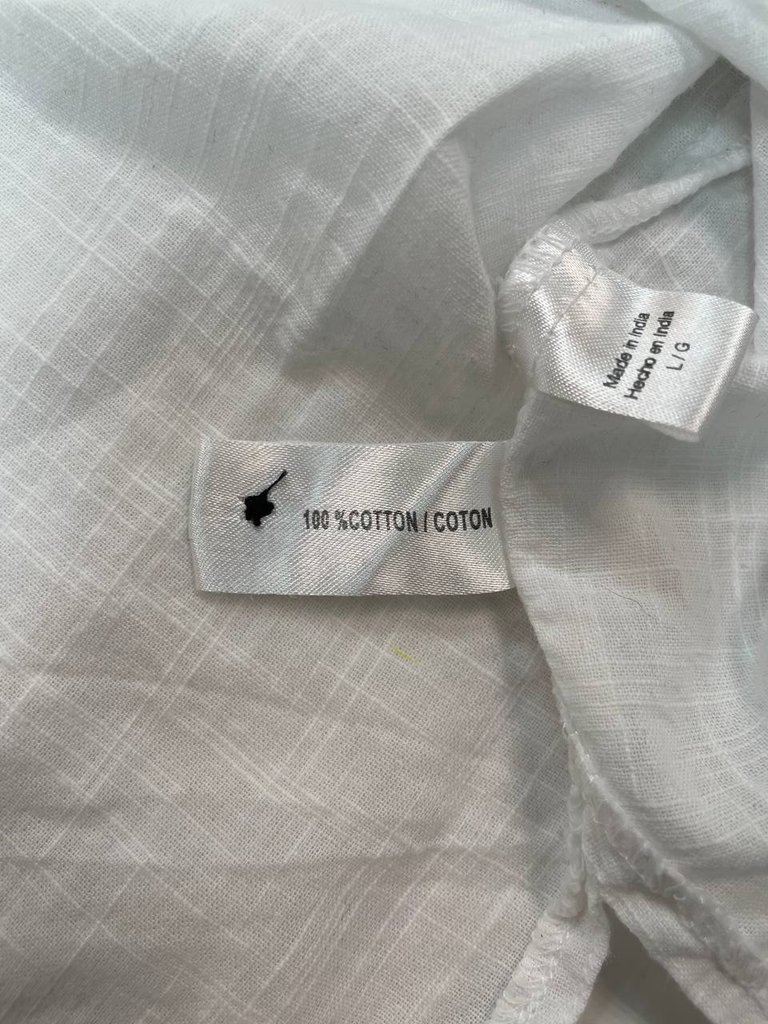 Made in India
Hecho en India
L / G
100 %COTTON / COTON